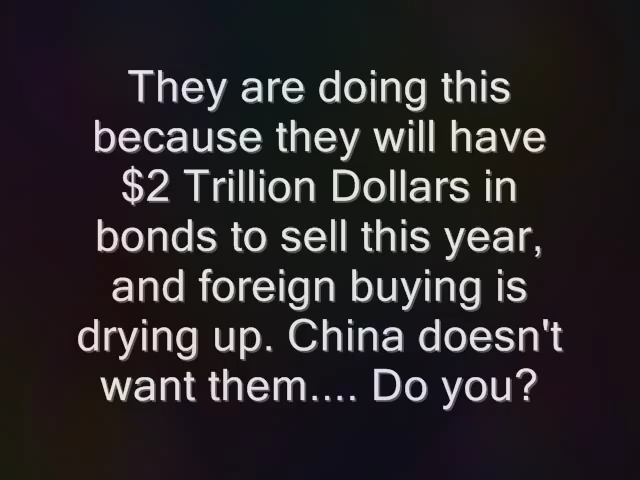 They are doing this
because they will have
$2 Trillion Dollars in
bonds to sell this year,
and foreign buying is
drying up. China doesn't
want them.... Do you?